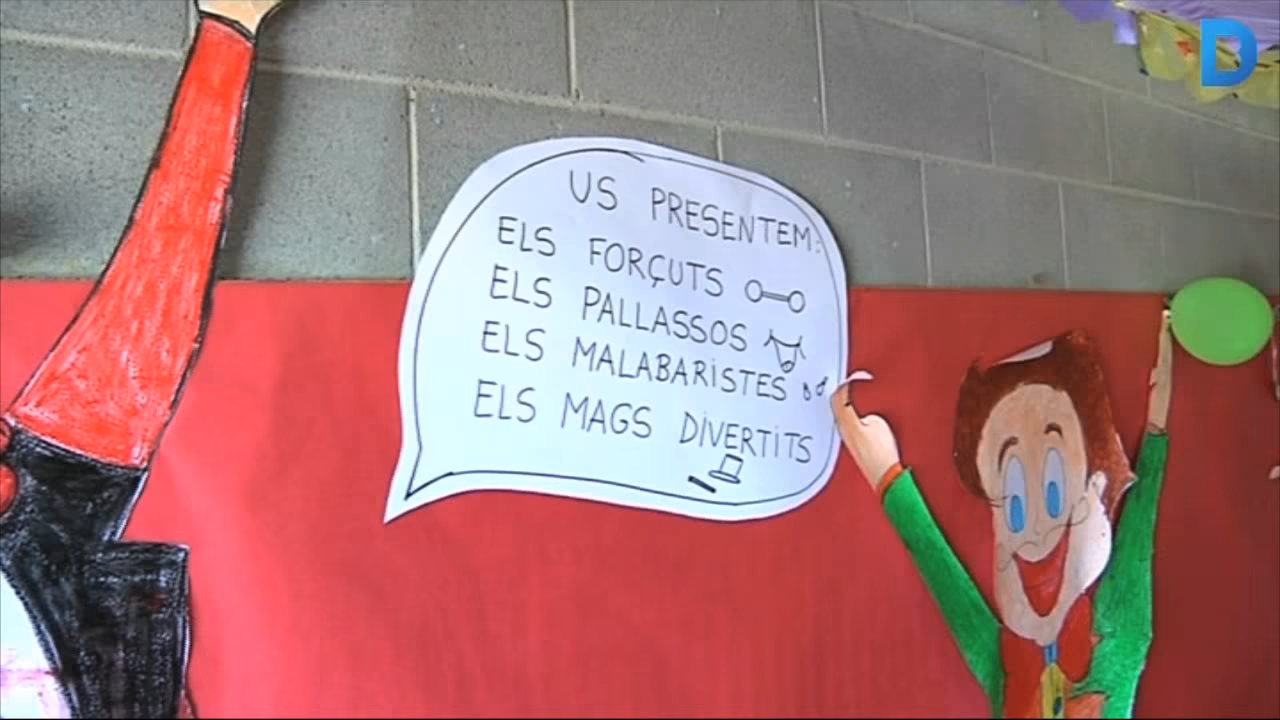 US PRESENTEM:
ELS FORÇUTS
ELS PALLASSOS
ELS MALABARiSTES
ELS MAGS DiVERTiTS
D